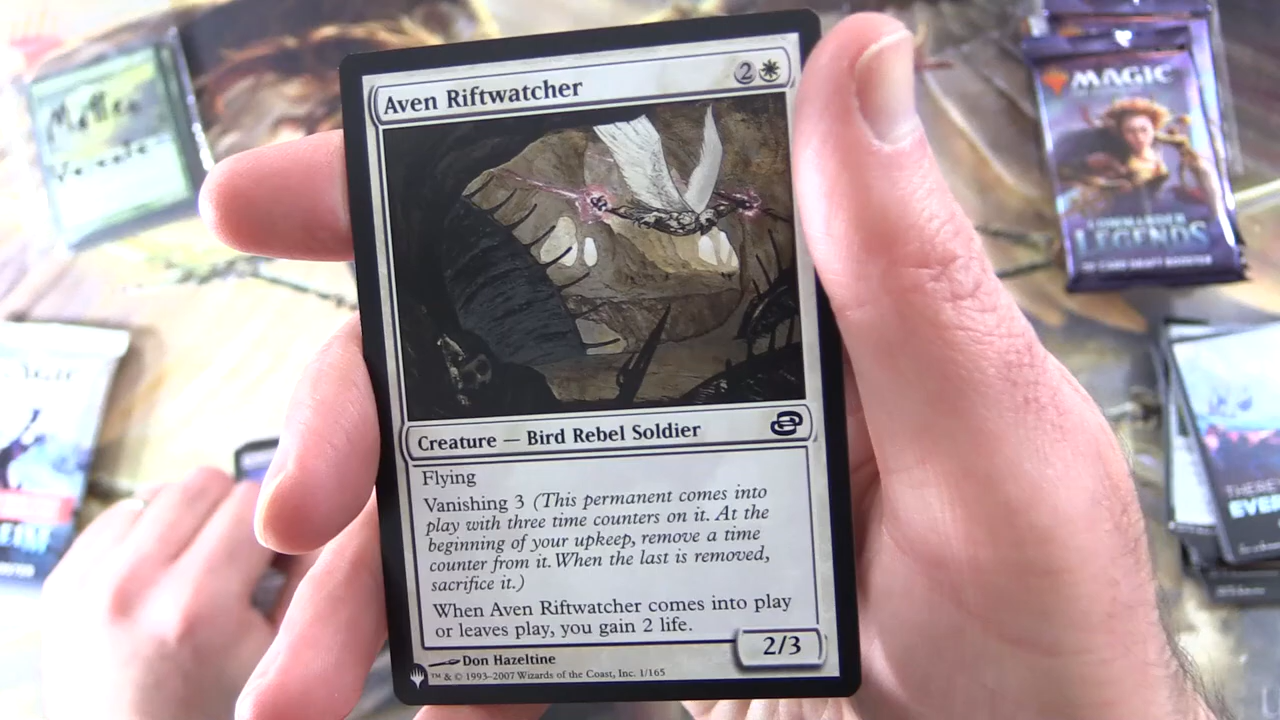 Aven Riftwatcher
2
Creature — Bird Rebel Soldier
Flying
Vanishing 3 (This permanent comes into
play with three time counters on it. At the
beginning of your upkeep, remove a time
counter from it. When the last is removed,
sacrifice it.)
When Aven Riftwatcher comes into play
or leaves play, you gain 2 life.
2/3
Don Hazeltine
™ & © 1993–2007 Wizards of the Coast, Inc. 1/165
MAGIC
COMMANDER
LEGENDS
THESE
EVE